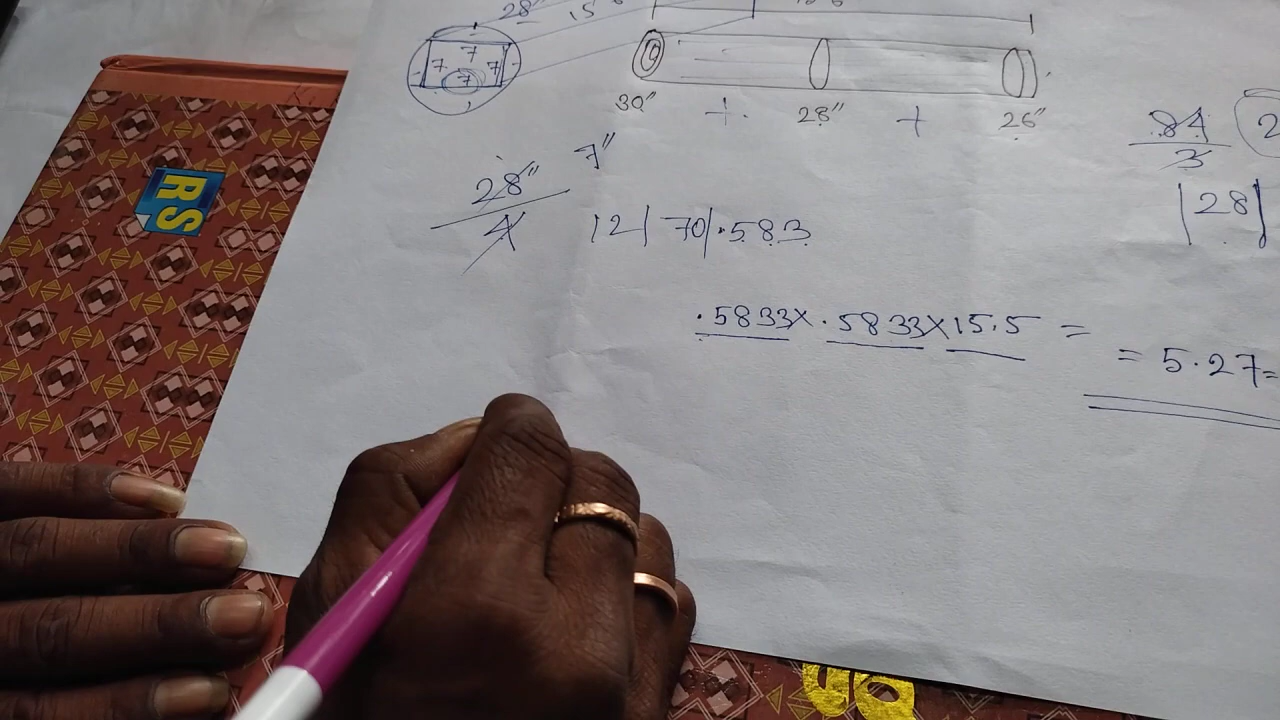 28" 15
7
7 7
7
30" + 28" + 26"
84
3
28
28"
4
7"
12 | 70 | .583
.5833 x .5833 x 15.5 =
= 5.27 =
RS